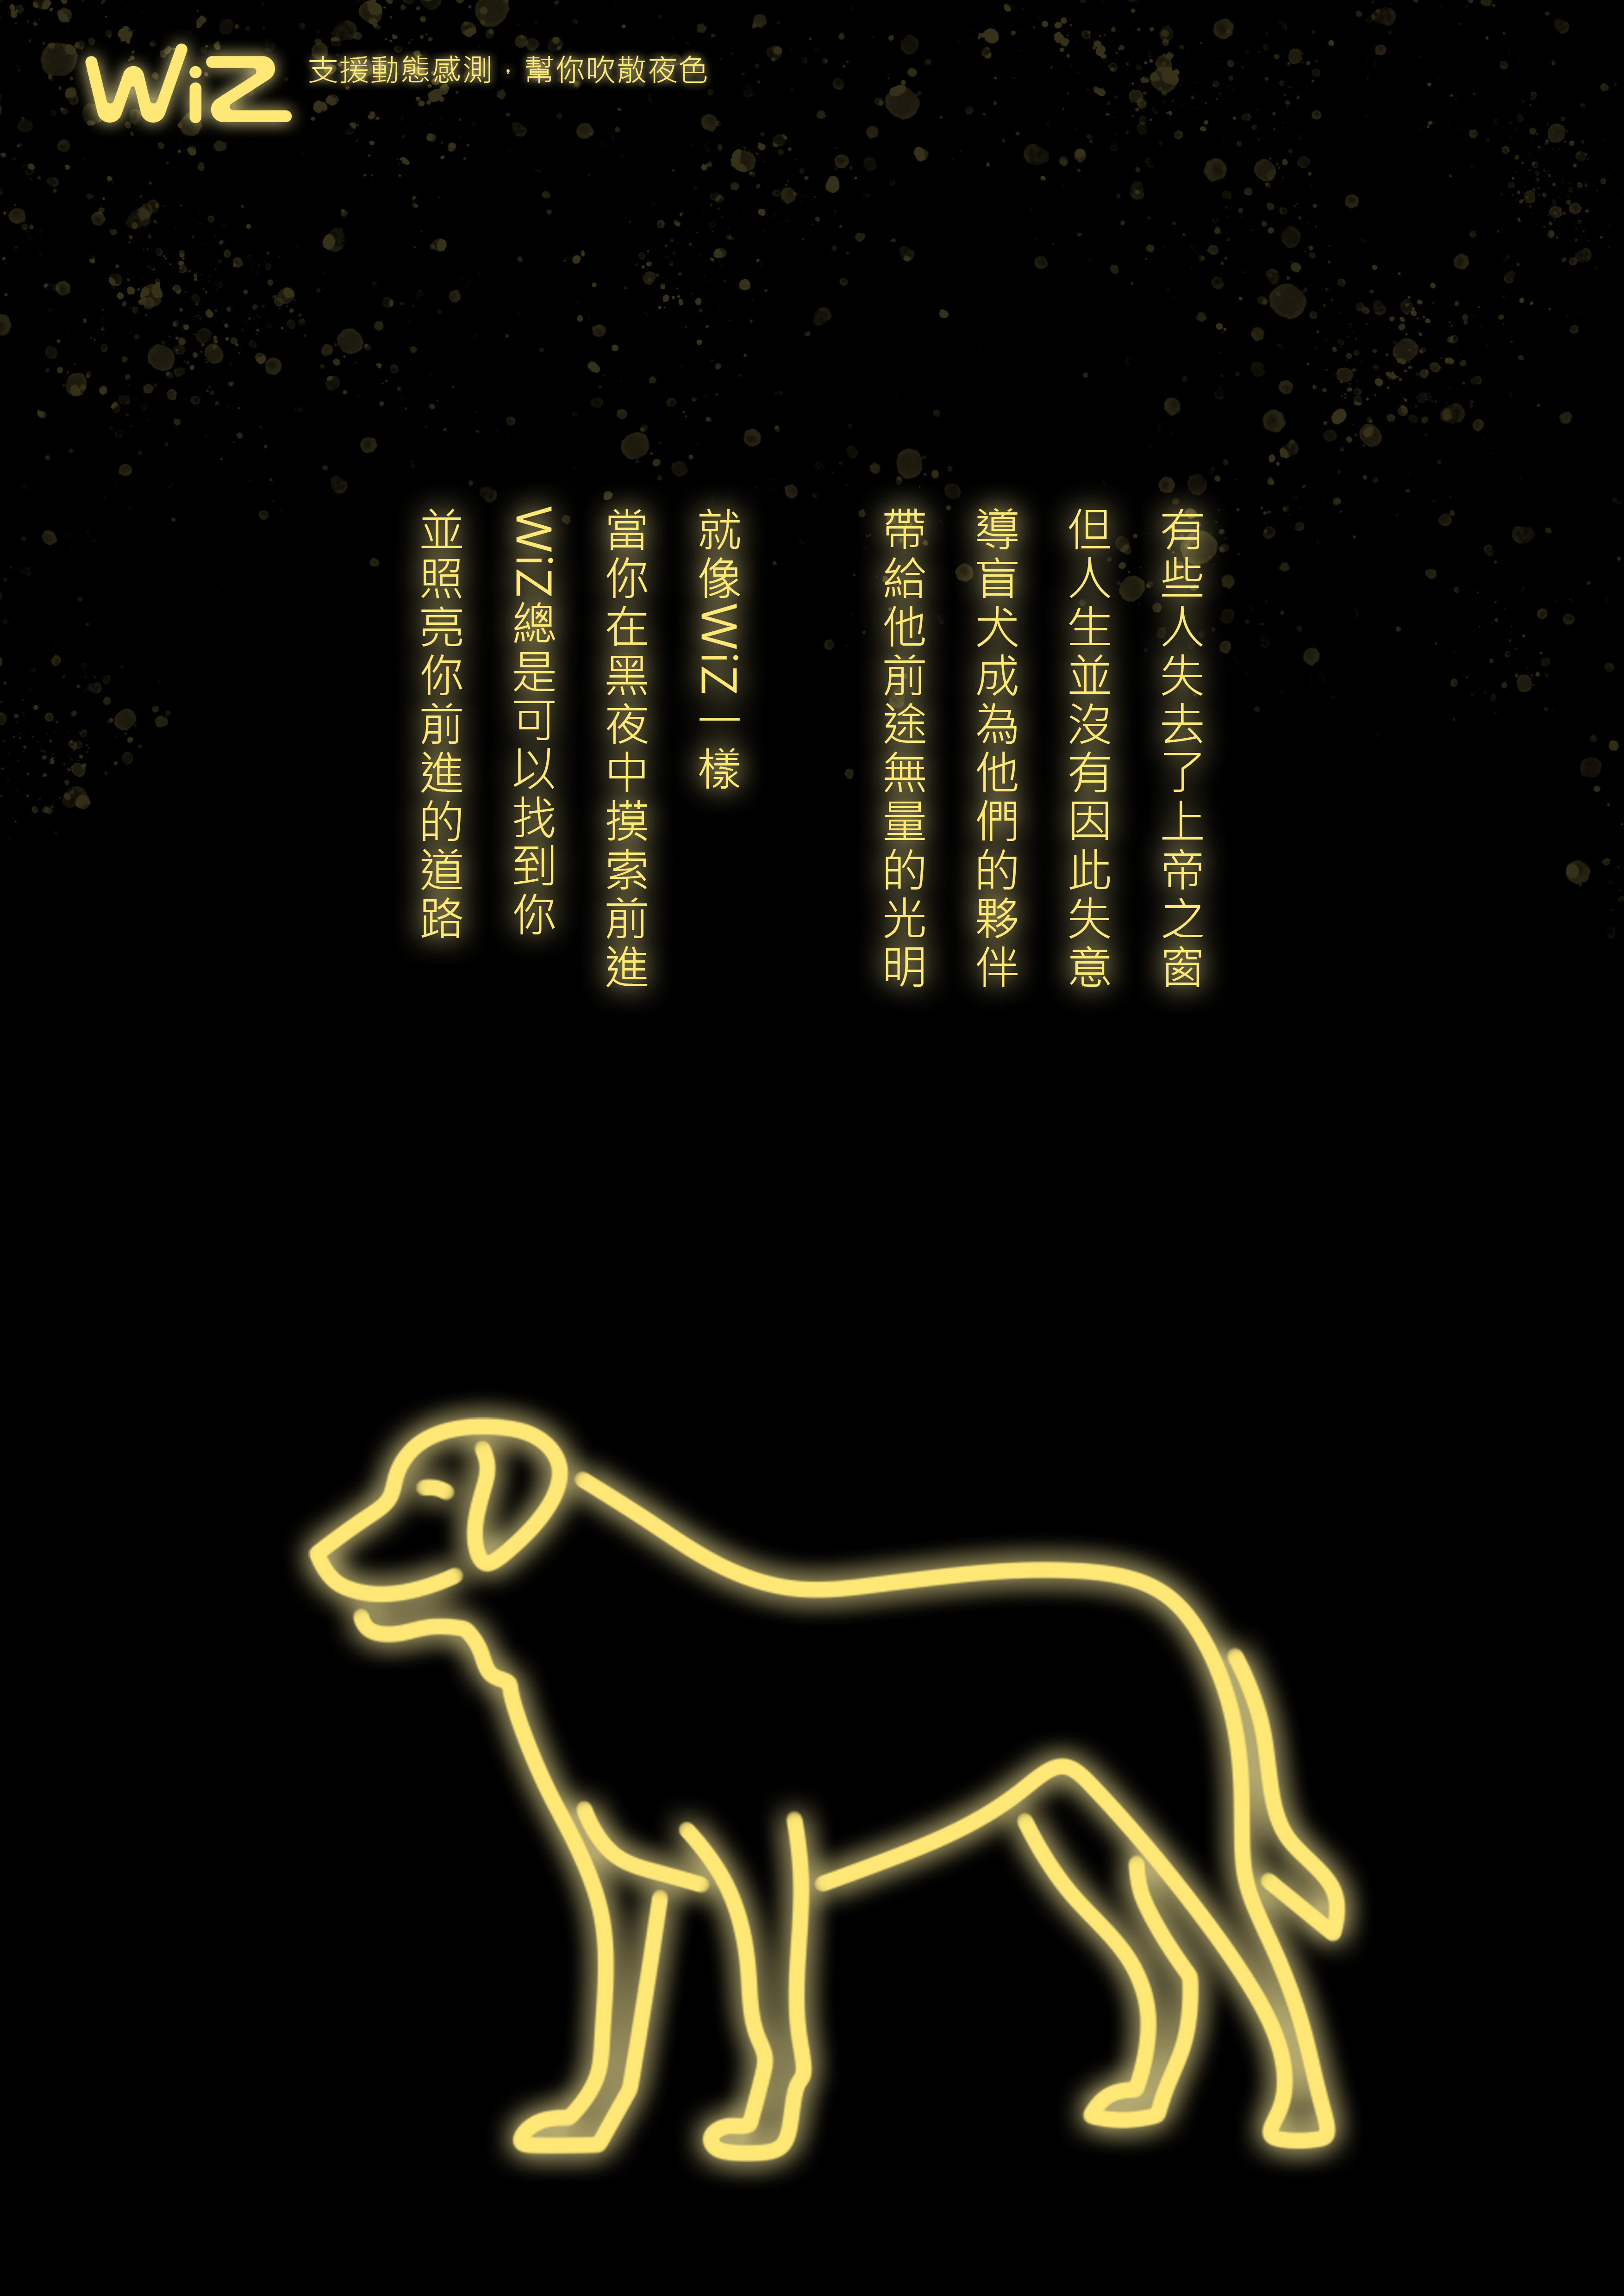 WiZ
支援動態感測，幫你吹散夜色
有些人失去了上帝之窗
但人生並沒有因此失意
導盲犬成為他們的夥伴
帶給他前途無量的光明
就像WiZ一樣
當你在黑夜中摸索前進
WiZ總是可以找到你
並照亮你前進的道路